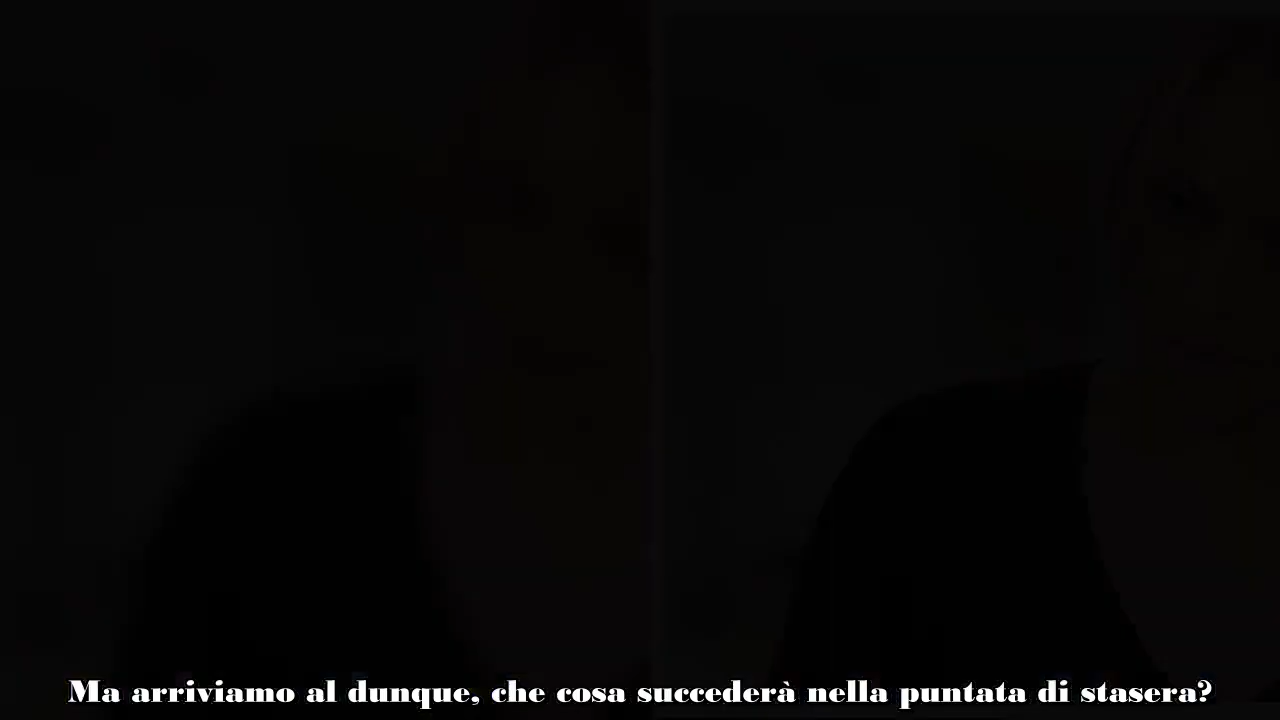 Ma arriviamo al dunque, che cosa succederà nella puntata di stasera?